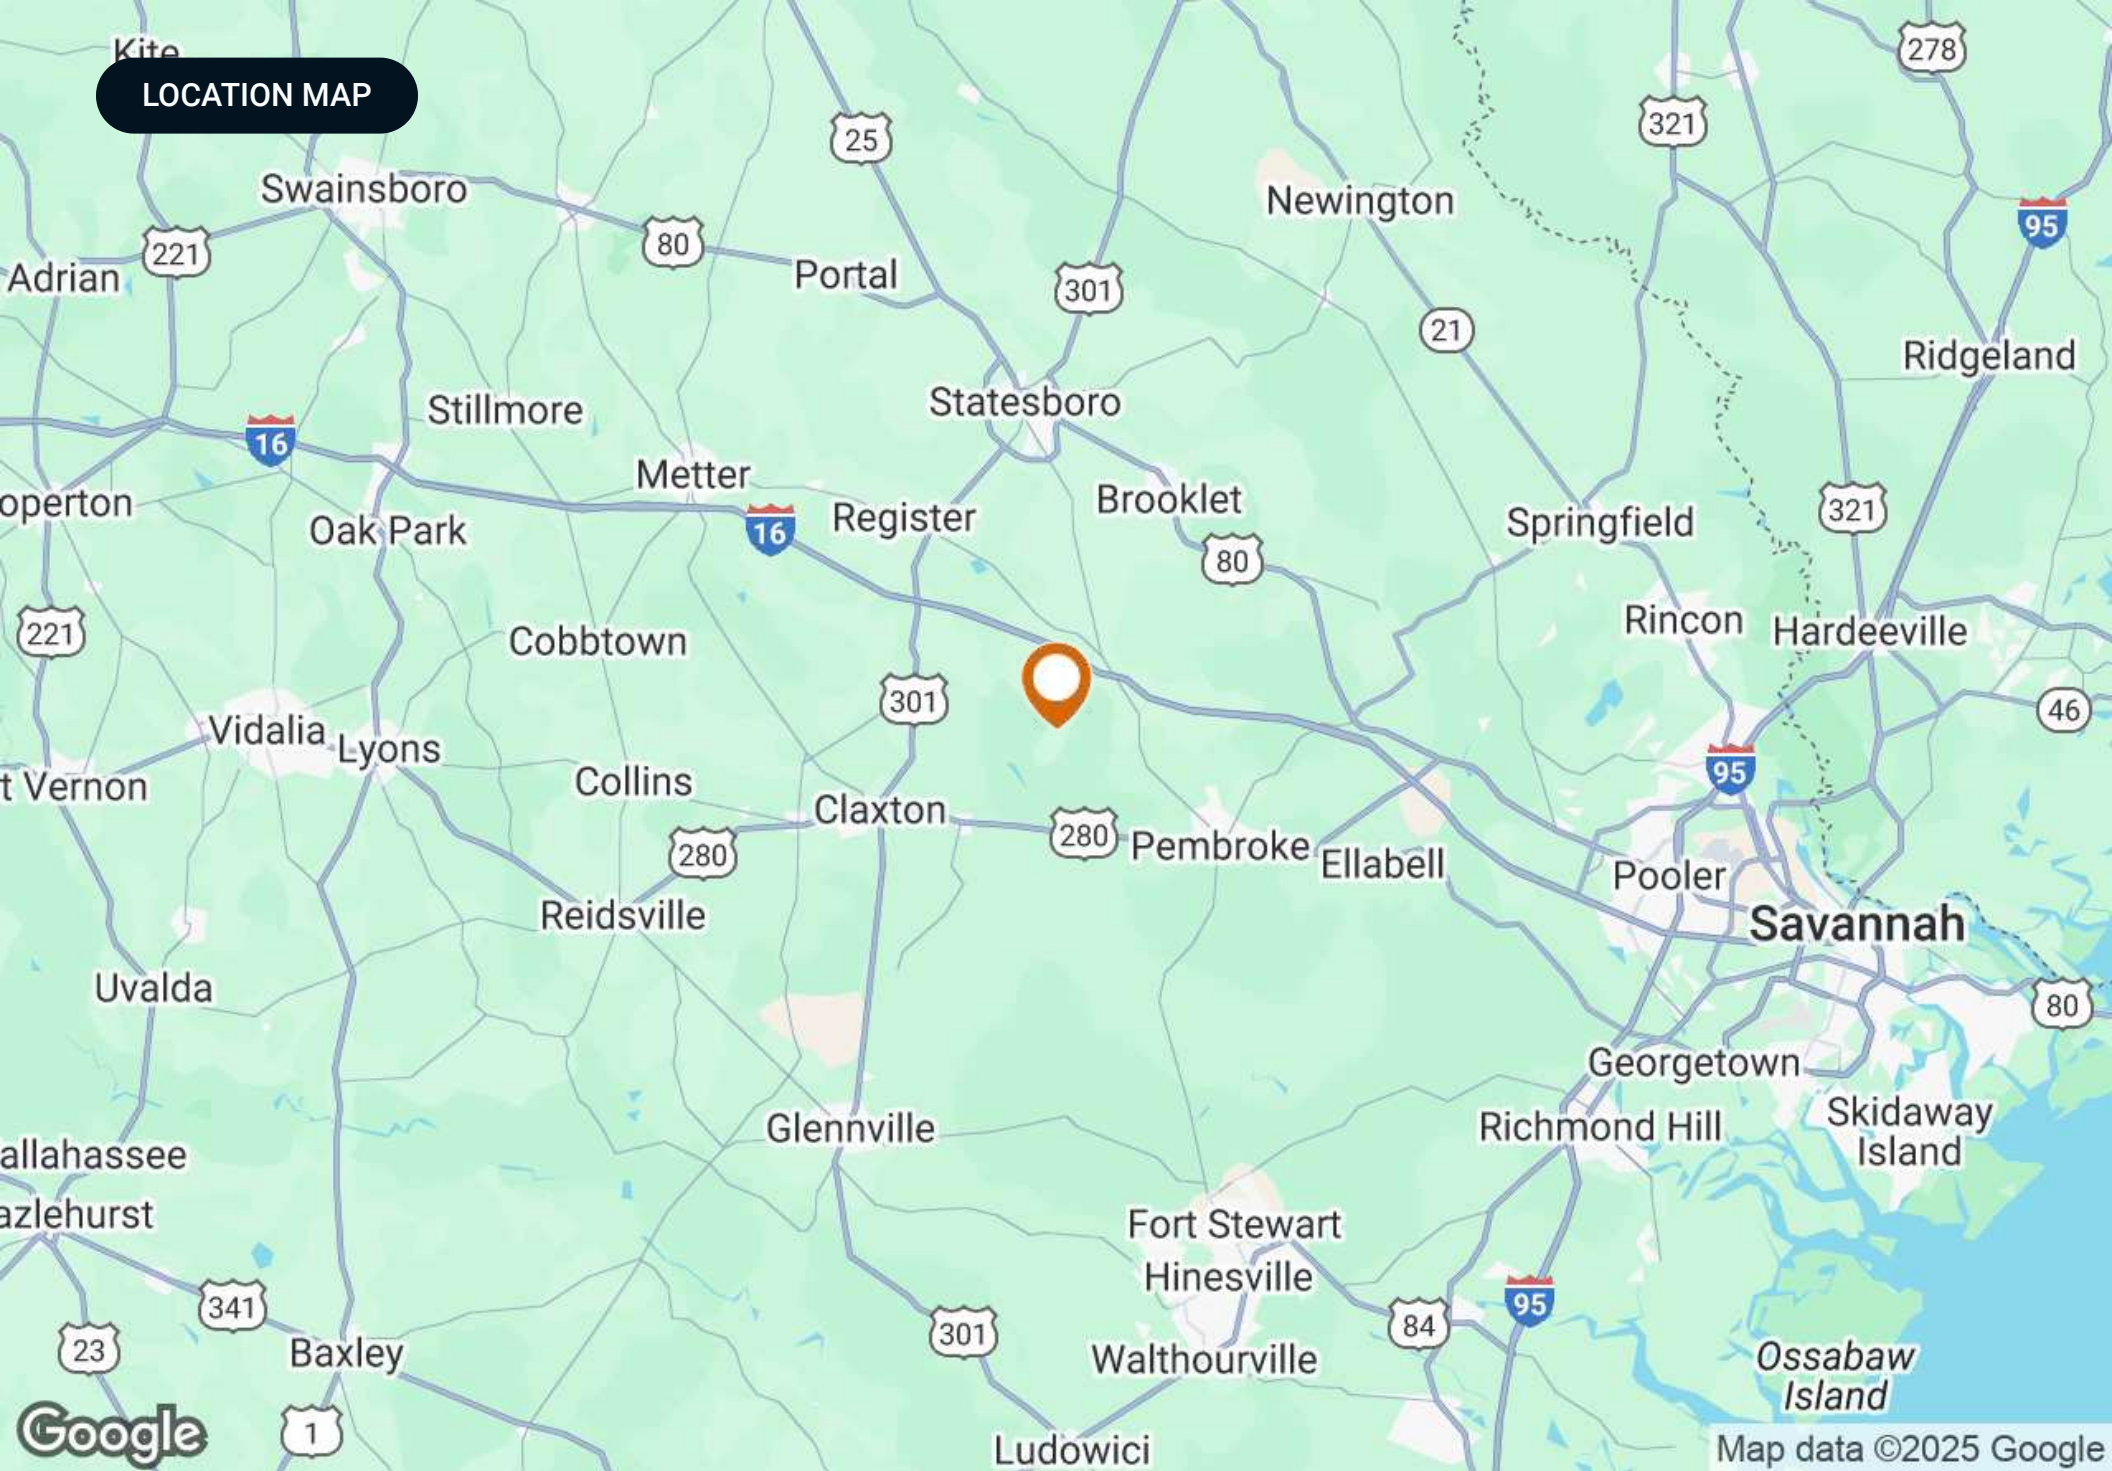 Kite
LOCATION MAP
278
321
25
Swainsboro
Newington
95
221
80
Portal
Adrian
301
21
Ridgeland
Statesboro
Stillmore
16
Metter
Brooklet
operton
Register
321
Springfield
Oak Park
16
80
Rincon
Hardeeville
221
Cobbtown
301
46
Vidalia
Lyons
95
Collins
t Vernon
Claxton
280
Pembroke
280
Ellabell
Pooler
Reidsville
Savannah
Uvalda
80
Georgetown
Skidaway
Island
Glennville
Richmond Hill
allahassee
azlehurst
Fort Stewart
Hinesville
341
95
84
301
23
Baxley
Walthourville
Ossabaw
Island
Google
1
Ludowici
Map data ©2025 Google